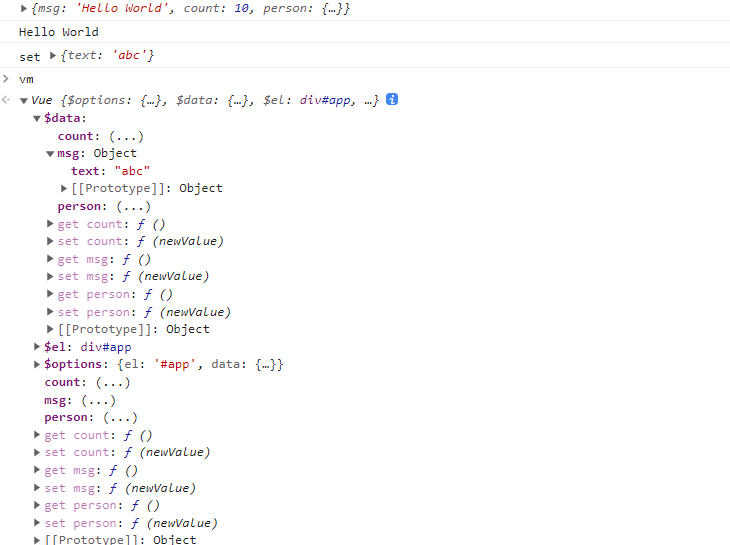 {msg: 'Hello World', count: 10, person: {…}}
Hello World
set {text: 'abc'}
vm
Vue {$options: {…}, $data: {…}, $el: div#app, …} i
$data:
count: (...)
msg: Object
text: "abc"
[[Prototype]]: Object
person: (...)
get count: ƒ ()
set count: ƒ (newValue)
get msg: ƒ ()
set msg: ƒ (newValue)
get person: ƒ ()
set person: ƒ (newValue)
[[Prototype]]: Object
$el: div#app
$options: {el: '#app', data: {…}}
count: (...)
msg: (...)
person: (...)
get count: ƒ ()
set count: ƒ (newValue)
get msg: ƒ ()
set msg: ƒ (newValue)
get person: ƒ ()
set person: ƒ (newValue)
[[Prototype]]: Object